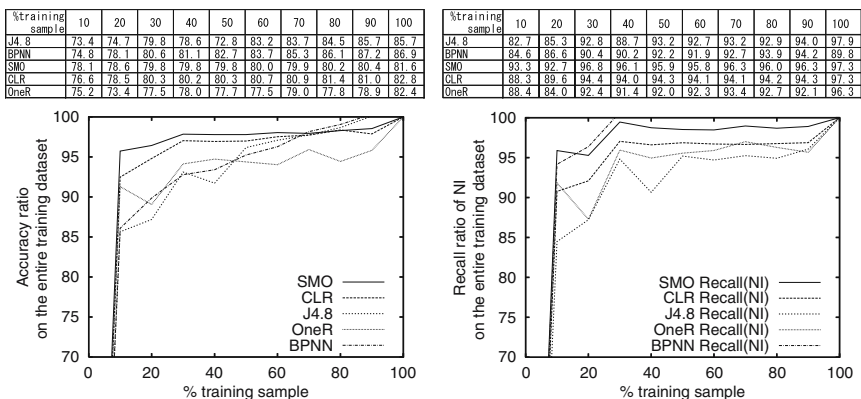 %training sample 10 20 30 40 50 60 70 80 90 100
J4.8 73.4 74.7 79.8 78.6 72.8 83.2 83.7 84.5 85.7 85.7
BPNN 74.8 78.1 80.6 81.1 82.7 83.7 85.3 86.1 87.2 86.9
SMO 78.1 78.6 79.8 79.8 79.8 80.0 79.9 80.2 80.4 81.6
CLR 76.6 78.5 80.3 80.2 80.3 80.7 80.9 81.4 81.0 82.8
OneR 75.2 73.4 77.5 78.0 77.7 77.5 79.0 77.8 78.9 82.4
100
95
90
85
80
75
70
Accuracy ratio
on the entire training dataset
SMO
CLR
J4.8
OneR
BPNN
0 20 40 60 80 100
% training sample
%training sample 10 20 30 40 50 60 70 80 90 100
J4.8 82.7 85.3 92.8 88.7 93.2 92.7 93.2 92.9 94.0 97.9
BPNN 84.6 86.6 90.4 90.2 92.2 91.9 92.7 93.9 94.2 89.8
SMO 93.3 92.7 96.8 96.1 95.9 95.8 96.3 96.0 96.3 97.3
CLR 88.3 89.6 94.4 94.0 94.3 94.1 94.1 94.2 94.3 97.3
OneR 88.4 84.0 92.4 91.4 92.0 92.3 93.4 92.7 92.1 96.3
100
95
90
85
80
75
70
Recall ratio of NI
on the entire training dataset
SMO Recall(NI)
CLR Recall(NI)
J4.8 Recall(NI)
OneR Recall(NI)
BPNN Recall(NI)
0 20 40 60 80 100
% training sample